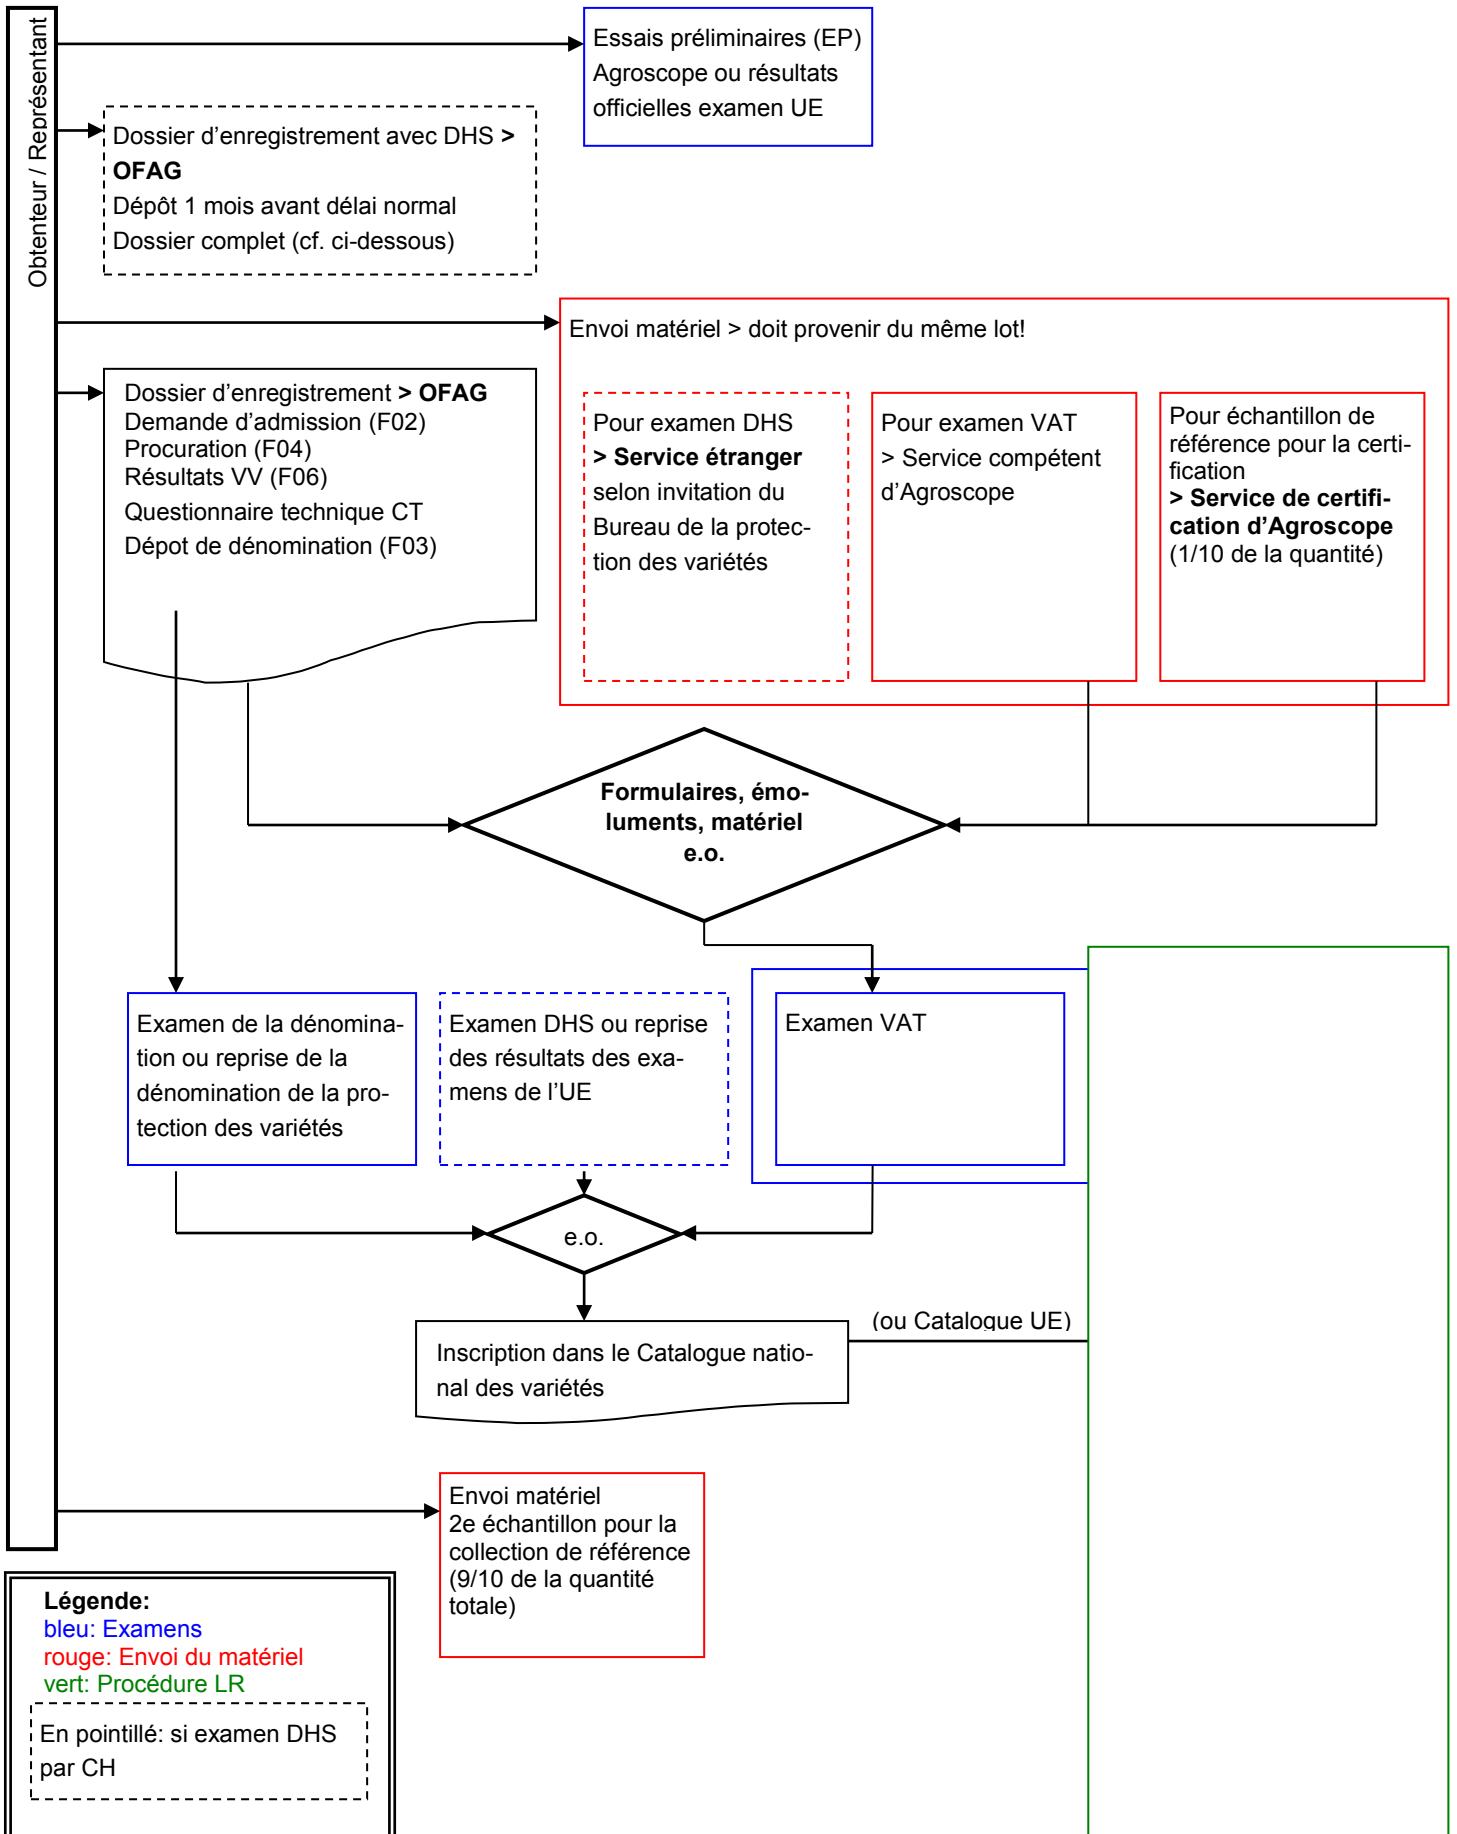 Obtenteur / Représentant
Essais préliminaires (EP)
Agroscope ou résultats
officielles examen UE
Dossier d'enregistrement avec DHS >
OFAG
Dépôt 1 mois avant délai normal
Dossier complet (cf. ci-dessous)
Envoi matériel > doit provenir du même lot!
Dossier d'enregistrement > OFAG
Demande d'admission (F02)
Procuration (F04)
Résultats VV (F06)
Questionnaire technique CT
Dépot de dénomination (F03)
Pour examen DHS
> Service étranger
selon invitation du
Bureau de la protec-
tion des variétés
Pour examen VAT
> Service compétent
d'Agroscope
Pour échantillon de
référence pour la certi-
fication
> Service de certifi-
cation d'Agroscope
(1/10 de la quantité)
Formulaires, émo-
luments, matériel
e.o.
Examen de la dénomina-
tion ou reprise de la
dénomination de la pro-
tection des variétés
Examen DHS ou reprise
des résultats des exa-
mens de l'UE
Examen VAT
e.o.
(ou Catalogue UE)
Inscription dans le Catalogue natio-
nal des variétés
Envoi matériel
2e échantillon pour la
collection de référence
(9/10 de la quantité
totale)
Légende:
bleu: Examens
rouge: Envoi du matériel
vert: Procédure LR
En pointillé: si examen DHS
par CH